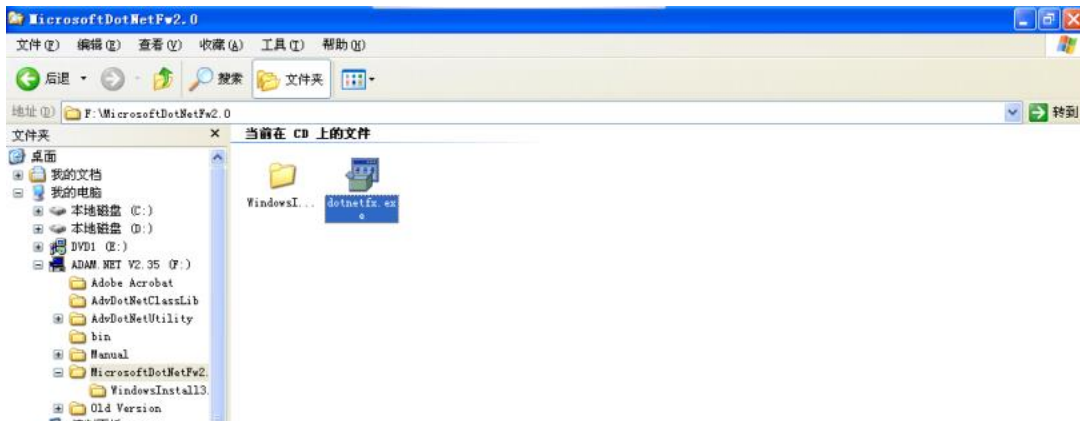 MicrosoftDotNetFw2.0
文件(F) 编辑(E) 查看(V) 收藏(A) 工具(T) 帮助(H)
后退 搜索 文件夹
地址(D) F:\MicrosoftDotNetFw2.0 转到
文件夹
桌面
我的文档
我的电脑
本地磁盘 (C:)
本地磁盘 (D:)
DVD1 (E:)
ADAM.NET V2.35 (F:)
Adobe Acrobat
AdvDotNetClassLib
AdvDotNetUtility
bin
Manual
MicrosoftDotNetFw2.
WindowsInstall3.
Old Version
当前在 CD 上的文件
WindowsI...
dotnetfx.ex
e